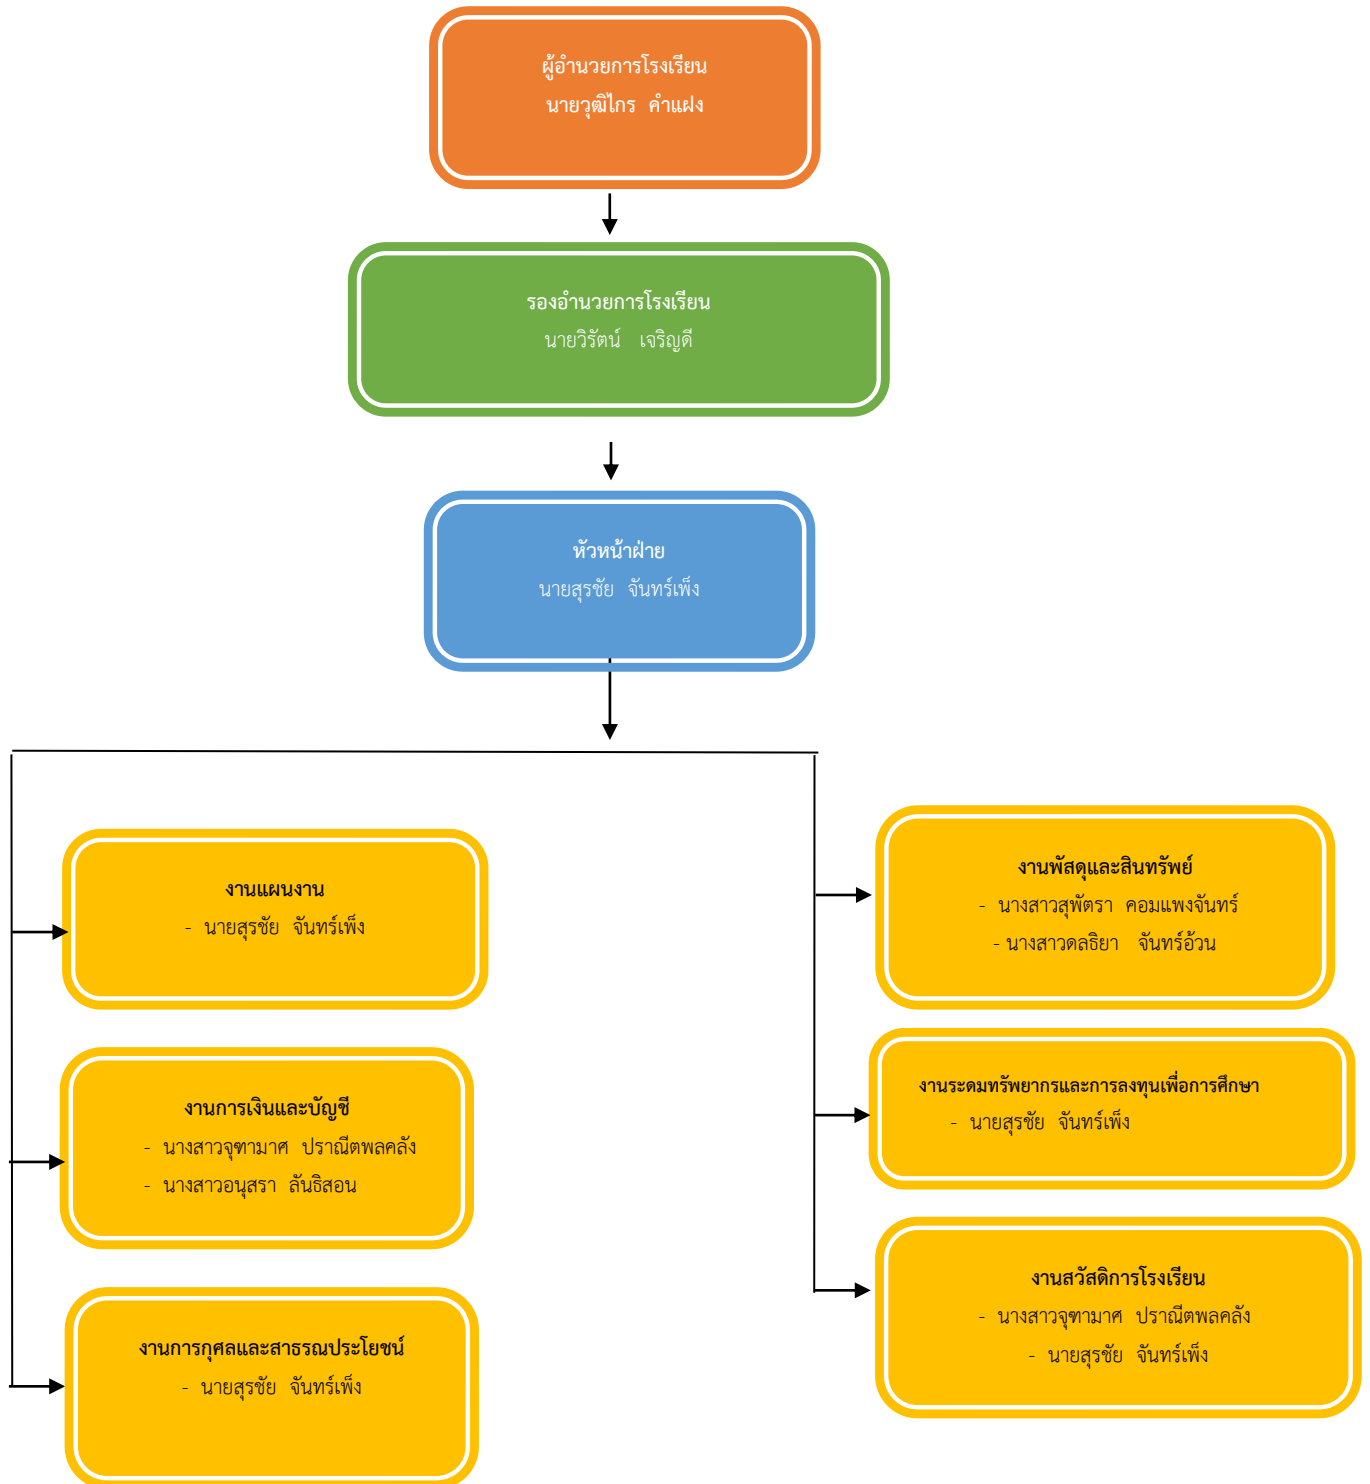 ผู้อำนวยการโรงเรียน
นายวุฒิไกร คำแฝง
รองอำนวยการโรงเรียน
นายวิรัตน์ เจริญดี
หัวหน้าฝ่าย
นายสุรชัย จันทร์เพ็ง
งานแผนงาน
- นายสุรชัย จันทร์เพ็ง
งานการเงินและบัญชี
- นางสาวจุฑามาศ ปราณีตพลคลัง
- นางสาวอนุสรา ลันธิสอน
งานการกุศลและสาธรณประโยชน์
- นายสุรชัย จันทร์เพ็ง
งานพัสดุและสินทรัพย์
- นางสาวสุพัตรา คอมแพงจันทร์
- นางสาวดลธิยา จันทร์อ้วน
งานระดมทรัพยากรและการลงทุนเพื่อการศึกษา
- นายสุรชัย จันทร์เพ็ง
งานสวัสดิการโรงเรียน
- นางสาวจุฑามาศ ปราณีตพลคลัง
- นายสุรชัย จันทร์เพ็ง